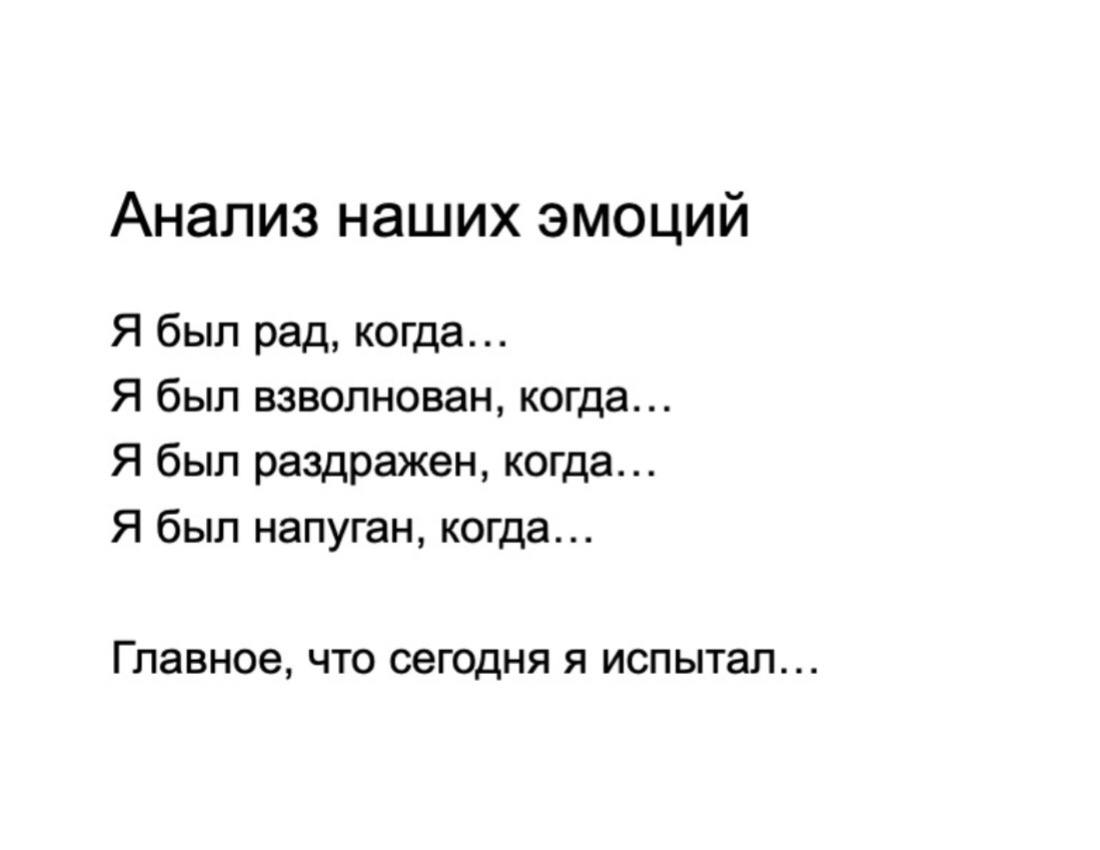 Анализ наших эмоций
Я был рад, когда…
Я был взволнован, когда…
Я был раздражен, когда…
Я был напуган, когда…
Главное, что сегодня я испытал…